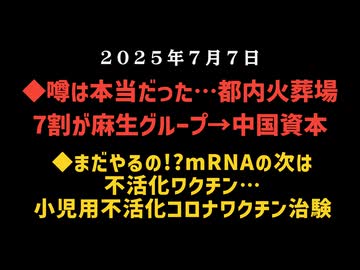 ２０２５年７月７日
◆噂は本当だった…都内火葬場
7割が麻生グループ→中国資本
◆まだやるの!?mRNAの次は
不活化ワクチン…
小児用不活化コロナワクチン治験